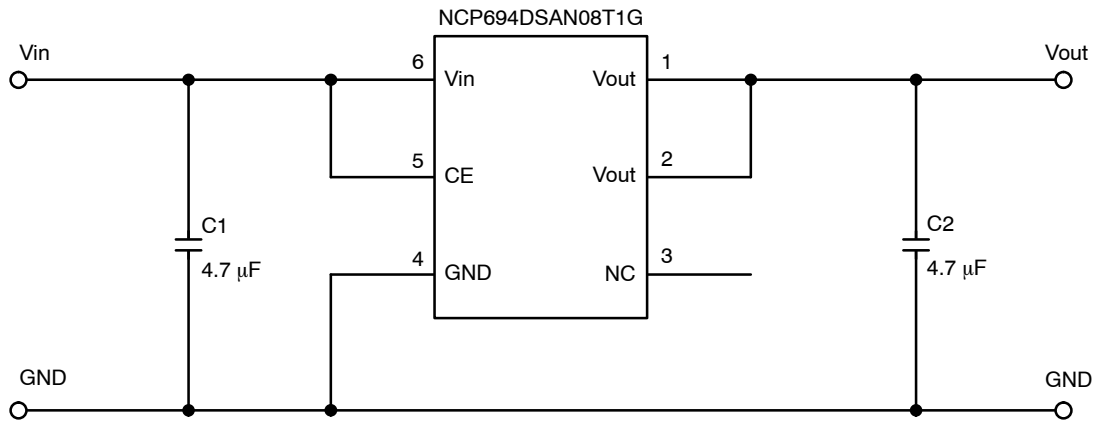 NCP694DSAN08T1G
Vin
Vout
6
Vin
Vout
1
5
CE
Vout
2
C1
4.7 μF
C2
4.7 μF
4
GND
NC
3
GND
GND